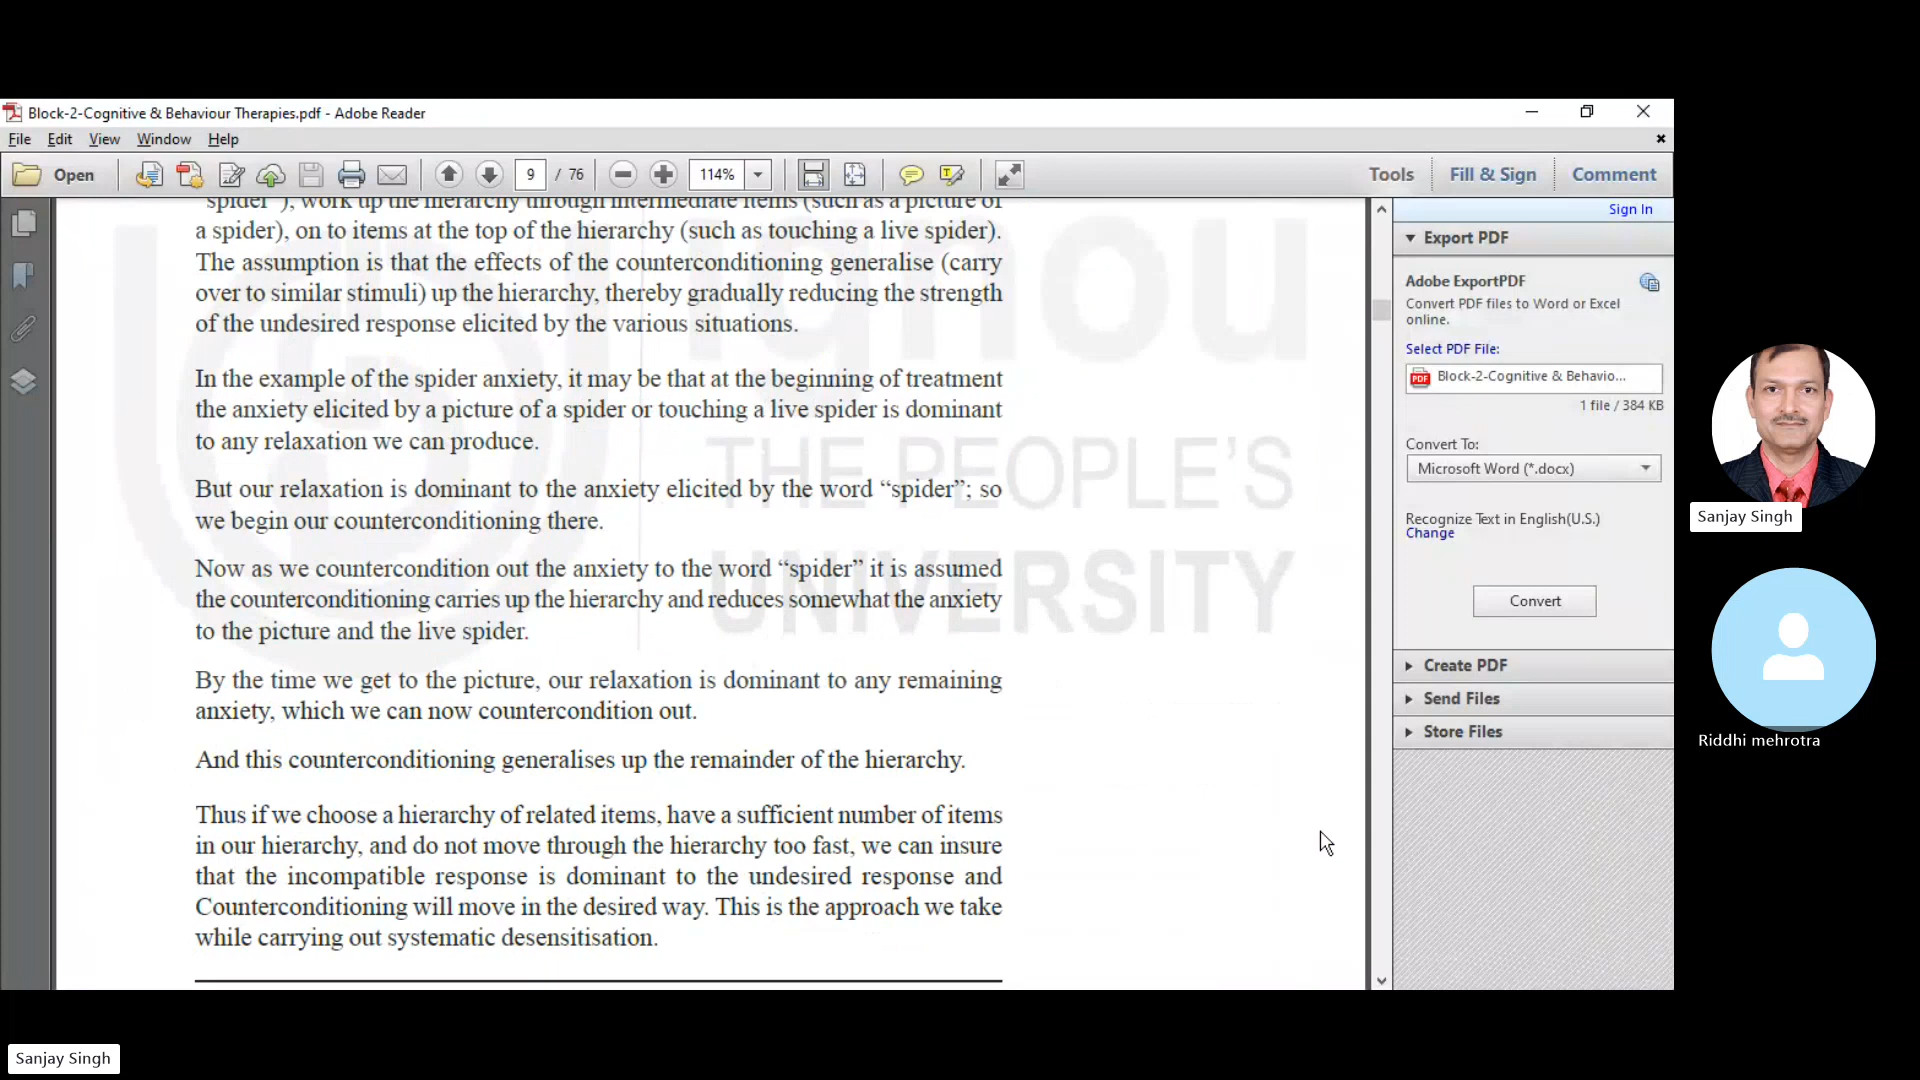 Block-2-Cognitive & Behaviour Therapies.pdf - Adobe Reader
File Edit View Window Help
Open 9 / 76 114% Tools Fill & Sign Comment
spider"), work up the hierarchy through intermediate items (such as a picture of
a spider), on to items at the top of the hierarchy (such as touching a live spider).
The assumption is that the effects of the counterconditioning generalise (carry
over to similar stimuli) up the hierarchy, thereby gradually reducing the strength
of the undesired response elicited by the various situations.
In the example of the spider anxiety, it may be that at the beginning of treatment
the anxiety elicited by a picture of a spider or touching a live spider is dominant
to any relaxation we can produce.
But our relaxation is dominant to the anxiety elicited by the word “spider”; so
we begin our counterconditioning there.
Now as we countercondition out the anxiety to the word “spider” it is assumed
the counterconditioning carries up the hierarchy and reduces somewhat the anxiety
to the picture and the live spider.
By the time we get to the picture, our relaxation is dominant to any remaining
anxiety, which we can now countercondition out.
And this counterconditioning generalises up the remainder of the hierarchy.
Thus if we choose a hierarchy of related items, have a sufficient number of items
in our hierarchy, and do not move through the hierarchy too fast, we can insure
that the incompatible response is dominant to the undesired response and
Counterconditioning will move in the desired way. This is the approach we take
while carrying out systematic desensitisation.
ignou
THE PEOPLE'S
UNIVERSITY
Sign In
Export PDF
Adobe ExportPDF
Convert PDF files to Word or Excel
online.
Select PDF File:
Block-2-Cognitive & Behavio...
1 file / 384 KB
Convert To:
Microsoft Word (*.docx)
Recognize Text in English(U.S.)
Change
Convert
Create PDF
Send Files
Store Files
Sanjay Singh
Riddhi mehrotra
Sanjay Singh